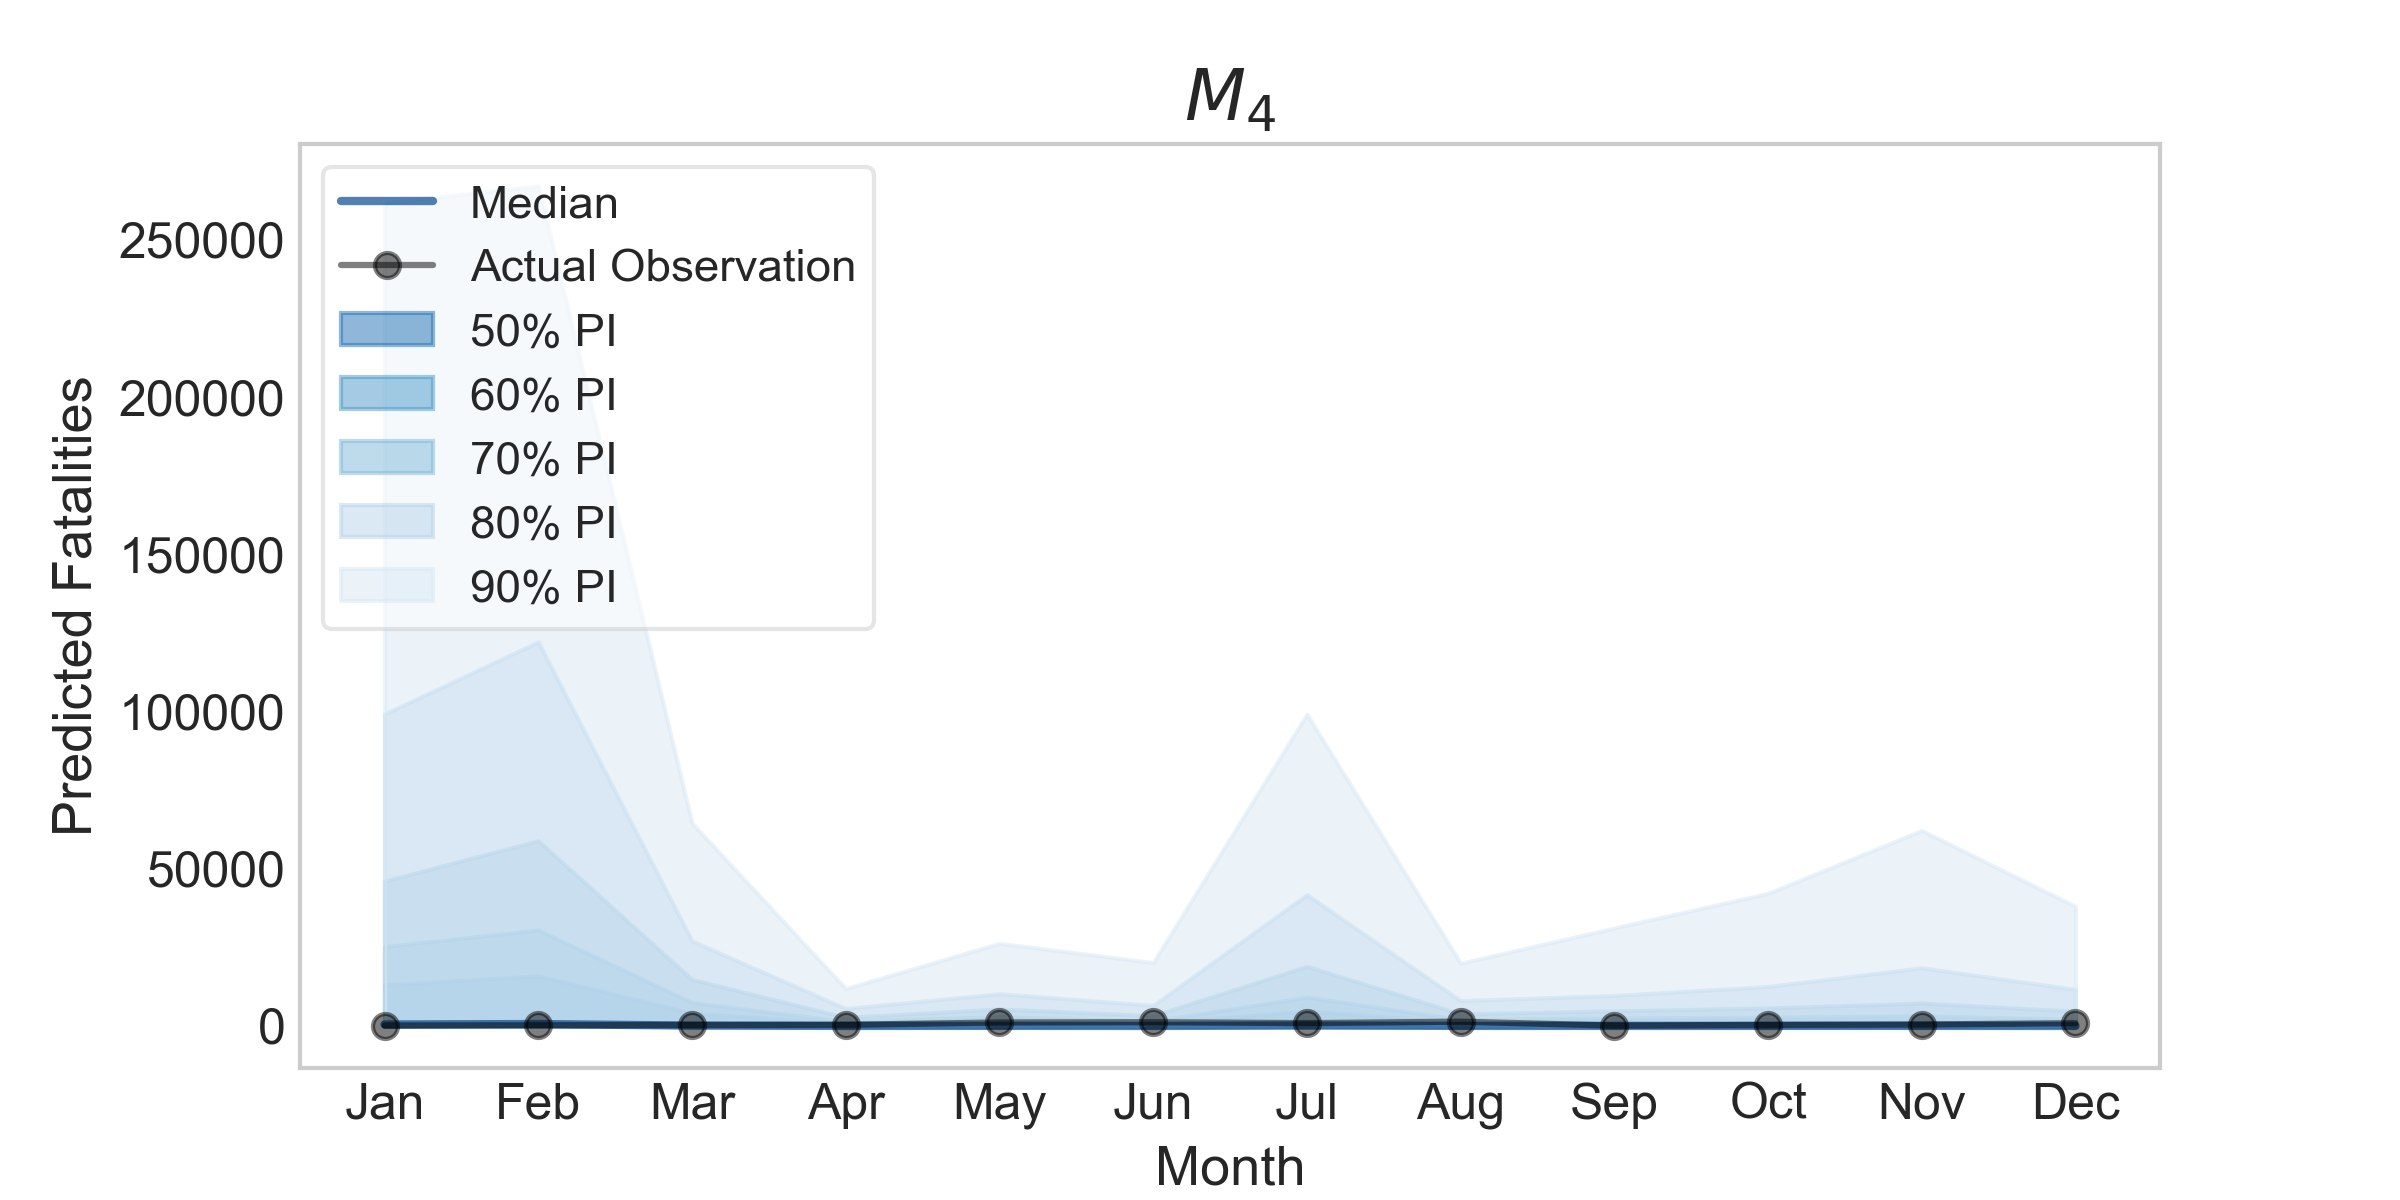 M4
Median
Actual Observation
50% PI
60% PI
70% PI
80% PI
90% PI
Predicted Fatalities
250000
200000
150000
100000
50000
0
Jan Feb Mar Apr May Jun Jul Aug Sep Oct Nov Dec
Month